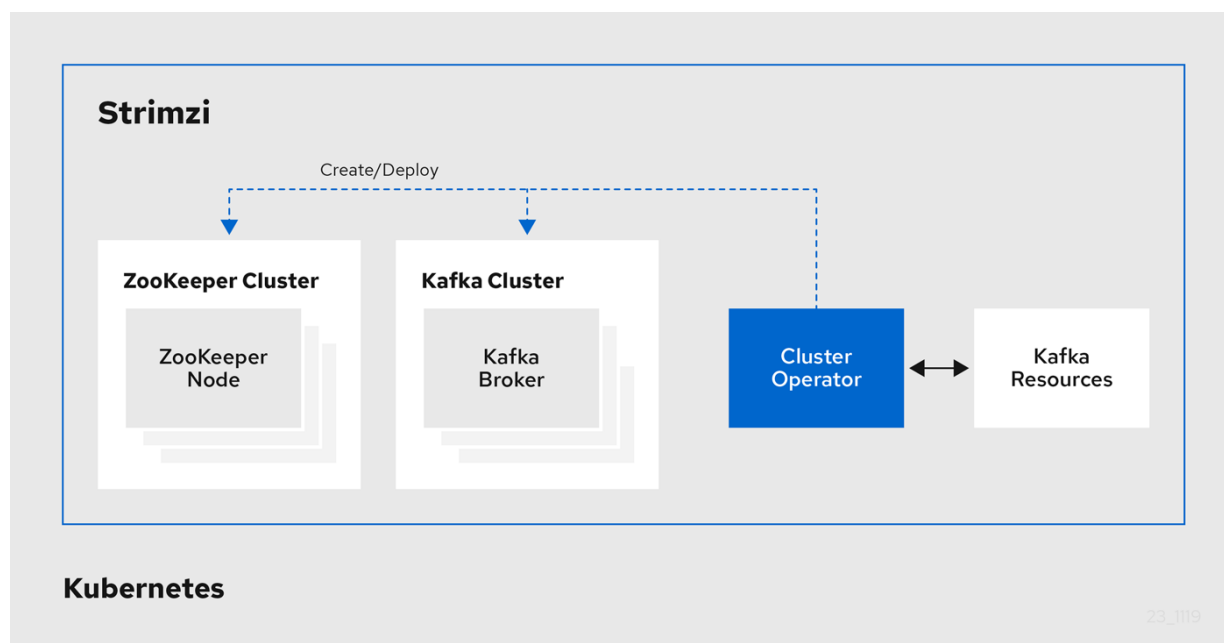 Strimzi
Create/Deploy
ZooKeeper Cluster
ZooKeeper
Node
Kafka Cluster
Kafka
Broker
Cluster
Operator
Kafka
Resources
Kubernetes
23_1119